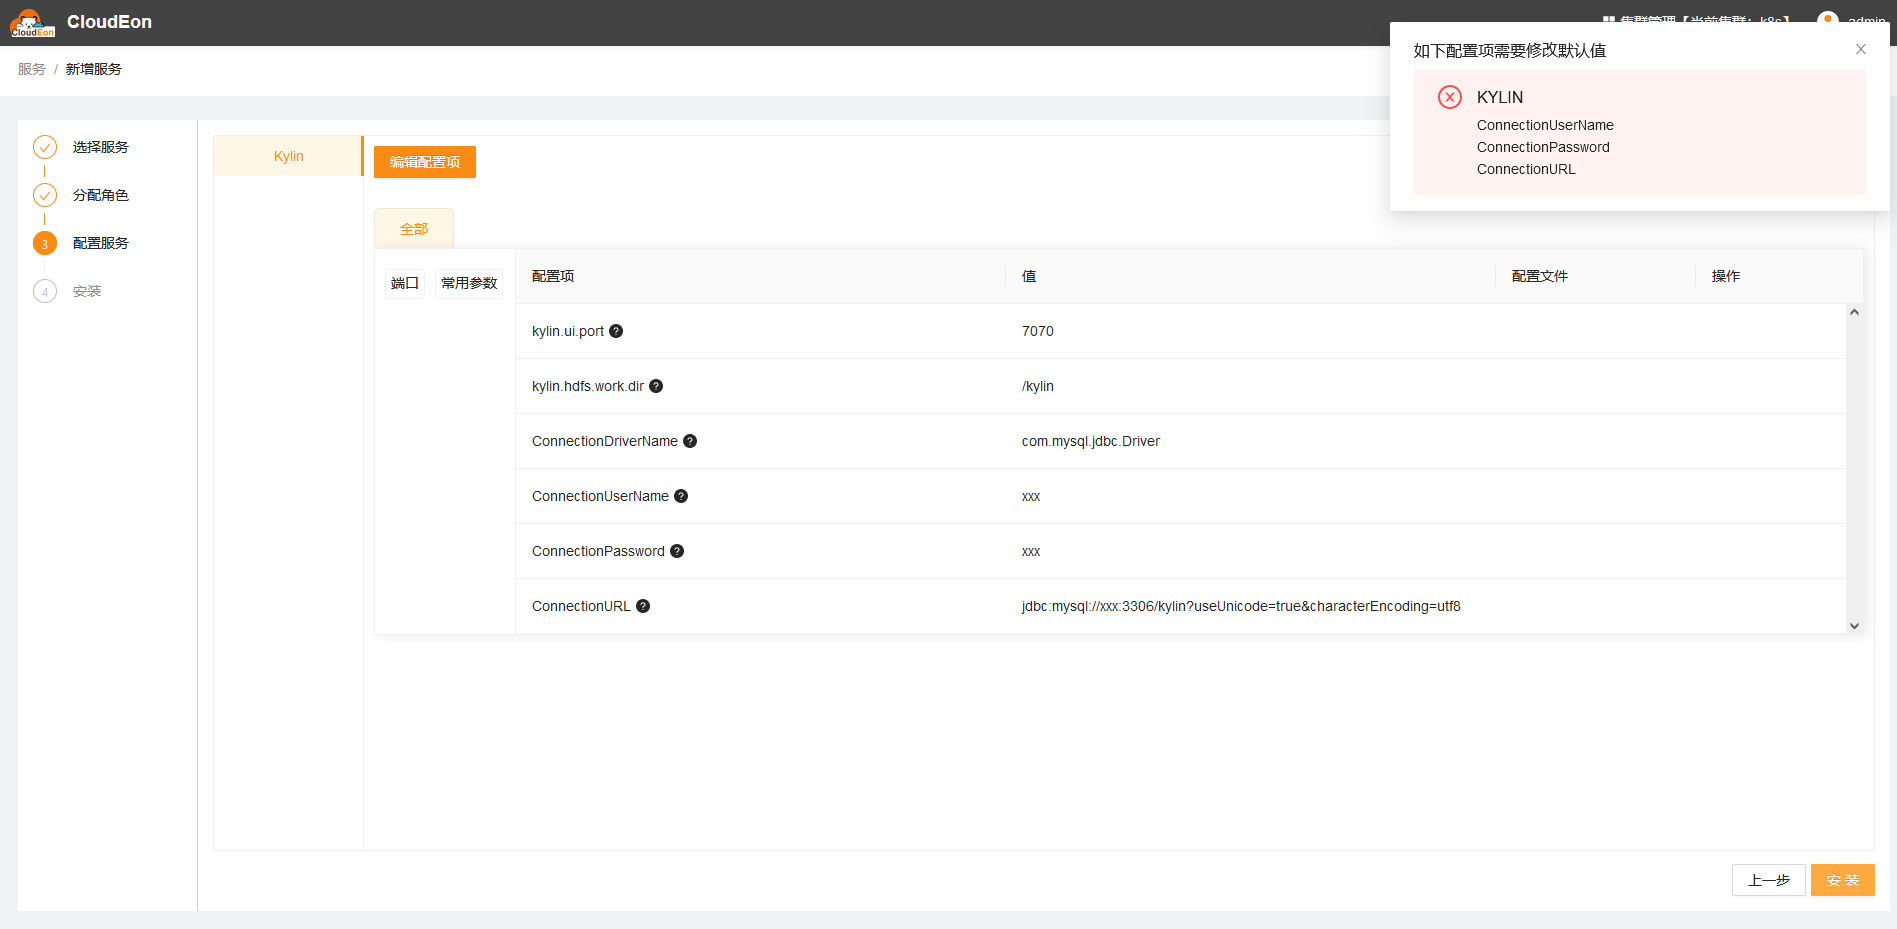 CloudEon
CloudEon
集群管理【当前集群：k8s】
admin
服务 / 新增服务
如下配置项需要修改默认值
KYLIN
ConnectionUserName
ConnectionPassword
ConnectionURL
选择服务
分配角色
3 配置服务
4 安装
Kylin
编辑配置项
全部
端口 常用参数
配置项 值 配置文件 操作
kylin.ui.port 7070
kylin.hdfs.work.dir /kylin
ConnectionDriverName com.mysql.jdbc.Driver
ConnectionUserName xxx
ConnectionPassword xxx
ConnectionURL jdbc:mysql://xxx:3306/kylin?useUnicode=true&characterEncoding=utf8
上一步 安 装